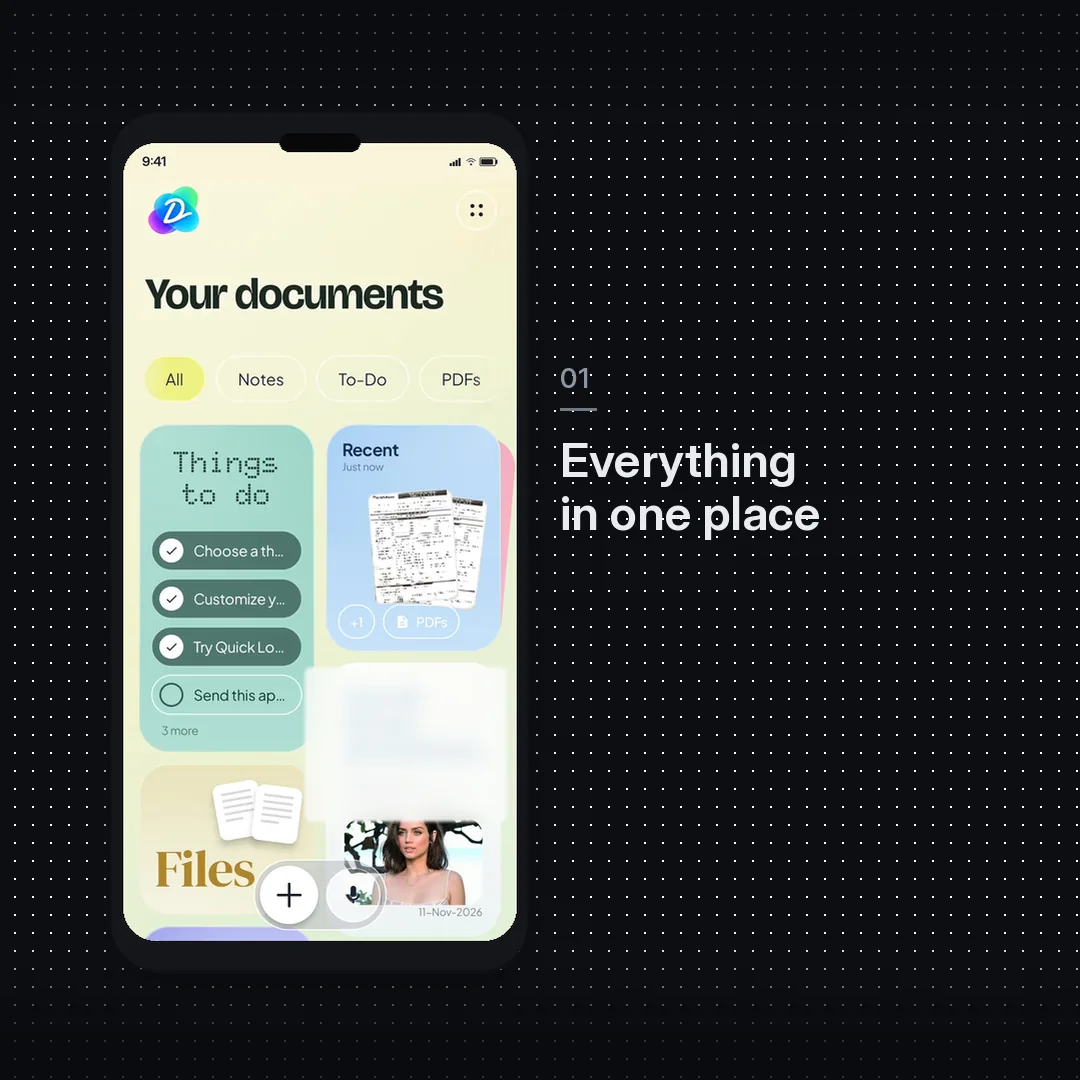 9:41
D
Your documents
All
Notes
To-Do
PDFs
Things
to do
Choose a th...
Customize y...
Try Quick Lo...
Send this ap...
3 more
Recent
Just now
+1
PDFs
Files
11-Nov-2026
01
Everything
in one place